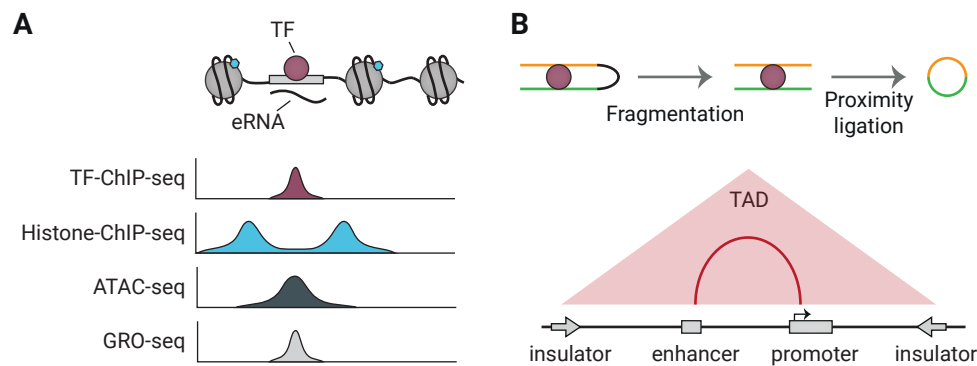 A
TF
eRNA
TF-ChIP-seq
Histone-ChIP-seq
ATAC-seq
GRO-seq
B
Fragmentation
Proximity
ligation
TAD
insulator
enhancer
promoter
insulator